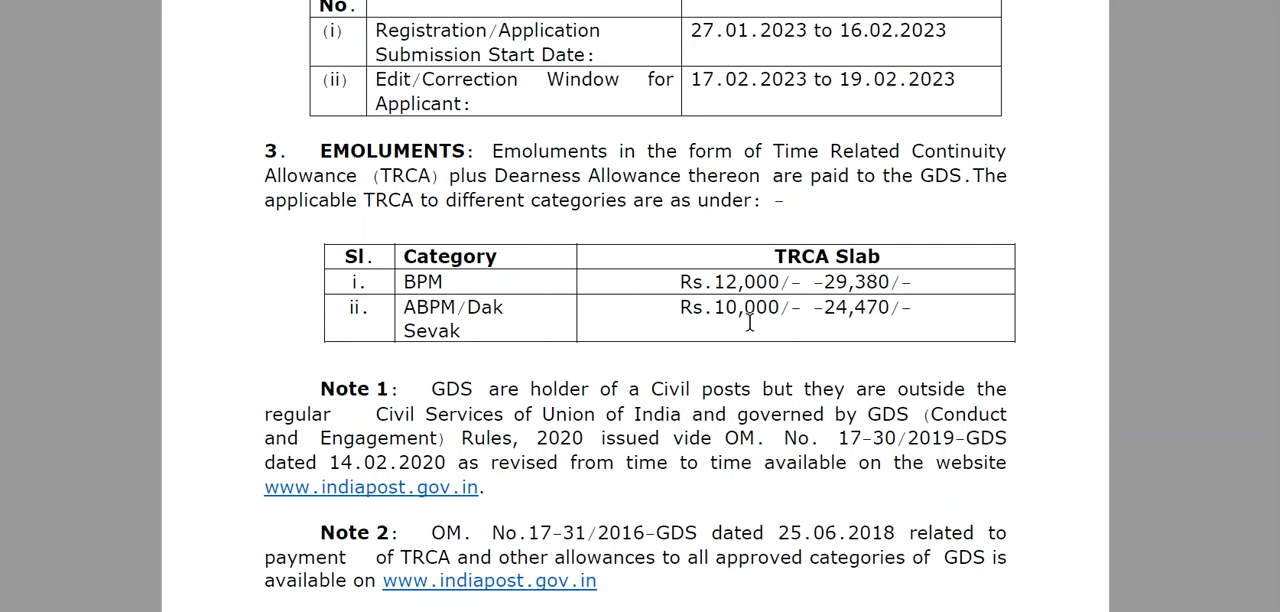 No.
(i) Registration/Application 27.01.2023 to 16.02.2023
Submission Start Date:
(ii) Edit/Correction Window for 17.02.2023 to 19.02.2023
Applicant:
3. EMOLUMENTS: Emoluments in the form of Time Related Continuity
Allowance (TRCA) plus Dearness Allowance thereon are paid to the GDS.The
applicable TRCA to different categories are as under: -
Sl. Category TRCA Slab
i. BPM Rs.12,000/- -29,380/-
ii. ABPM/Dak Rs.10,000/- -24,470/-
Sevak
Note 1: GDS are holder of a Civil posts but they are outside the
regular Civil Services of Union of India and governed by GDS (Conduct
and Engagement) Rules, 2020 issued vide OM. No. 17-30/2019-GDS
dated 14.02.2020 as revised from time to time available on the website
www.indiapost.gov.in.
Note 2: OM. No.17-31/2016-GDS dated 25.06.2018 related to
payment of TRCA and other allowances to all approved categories of GDS is
available on www.indiapost.gov.in